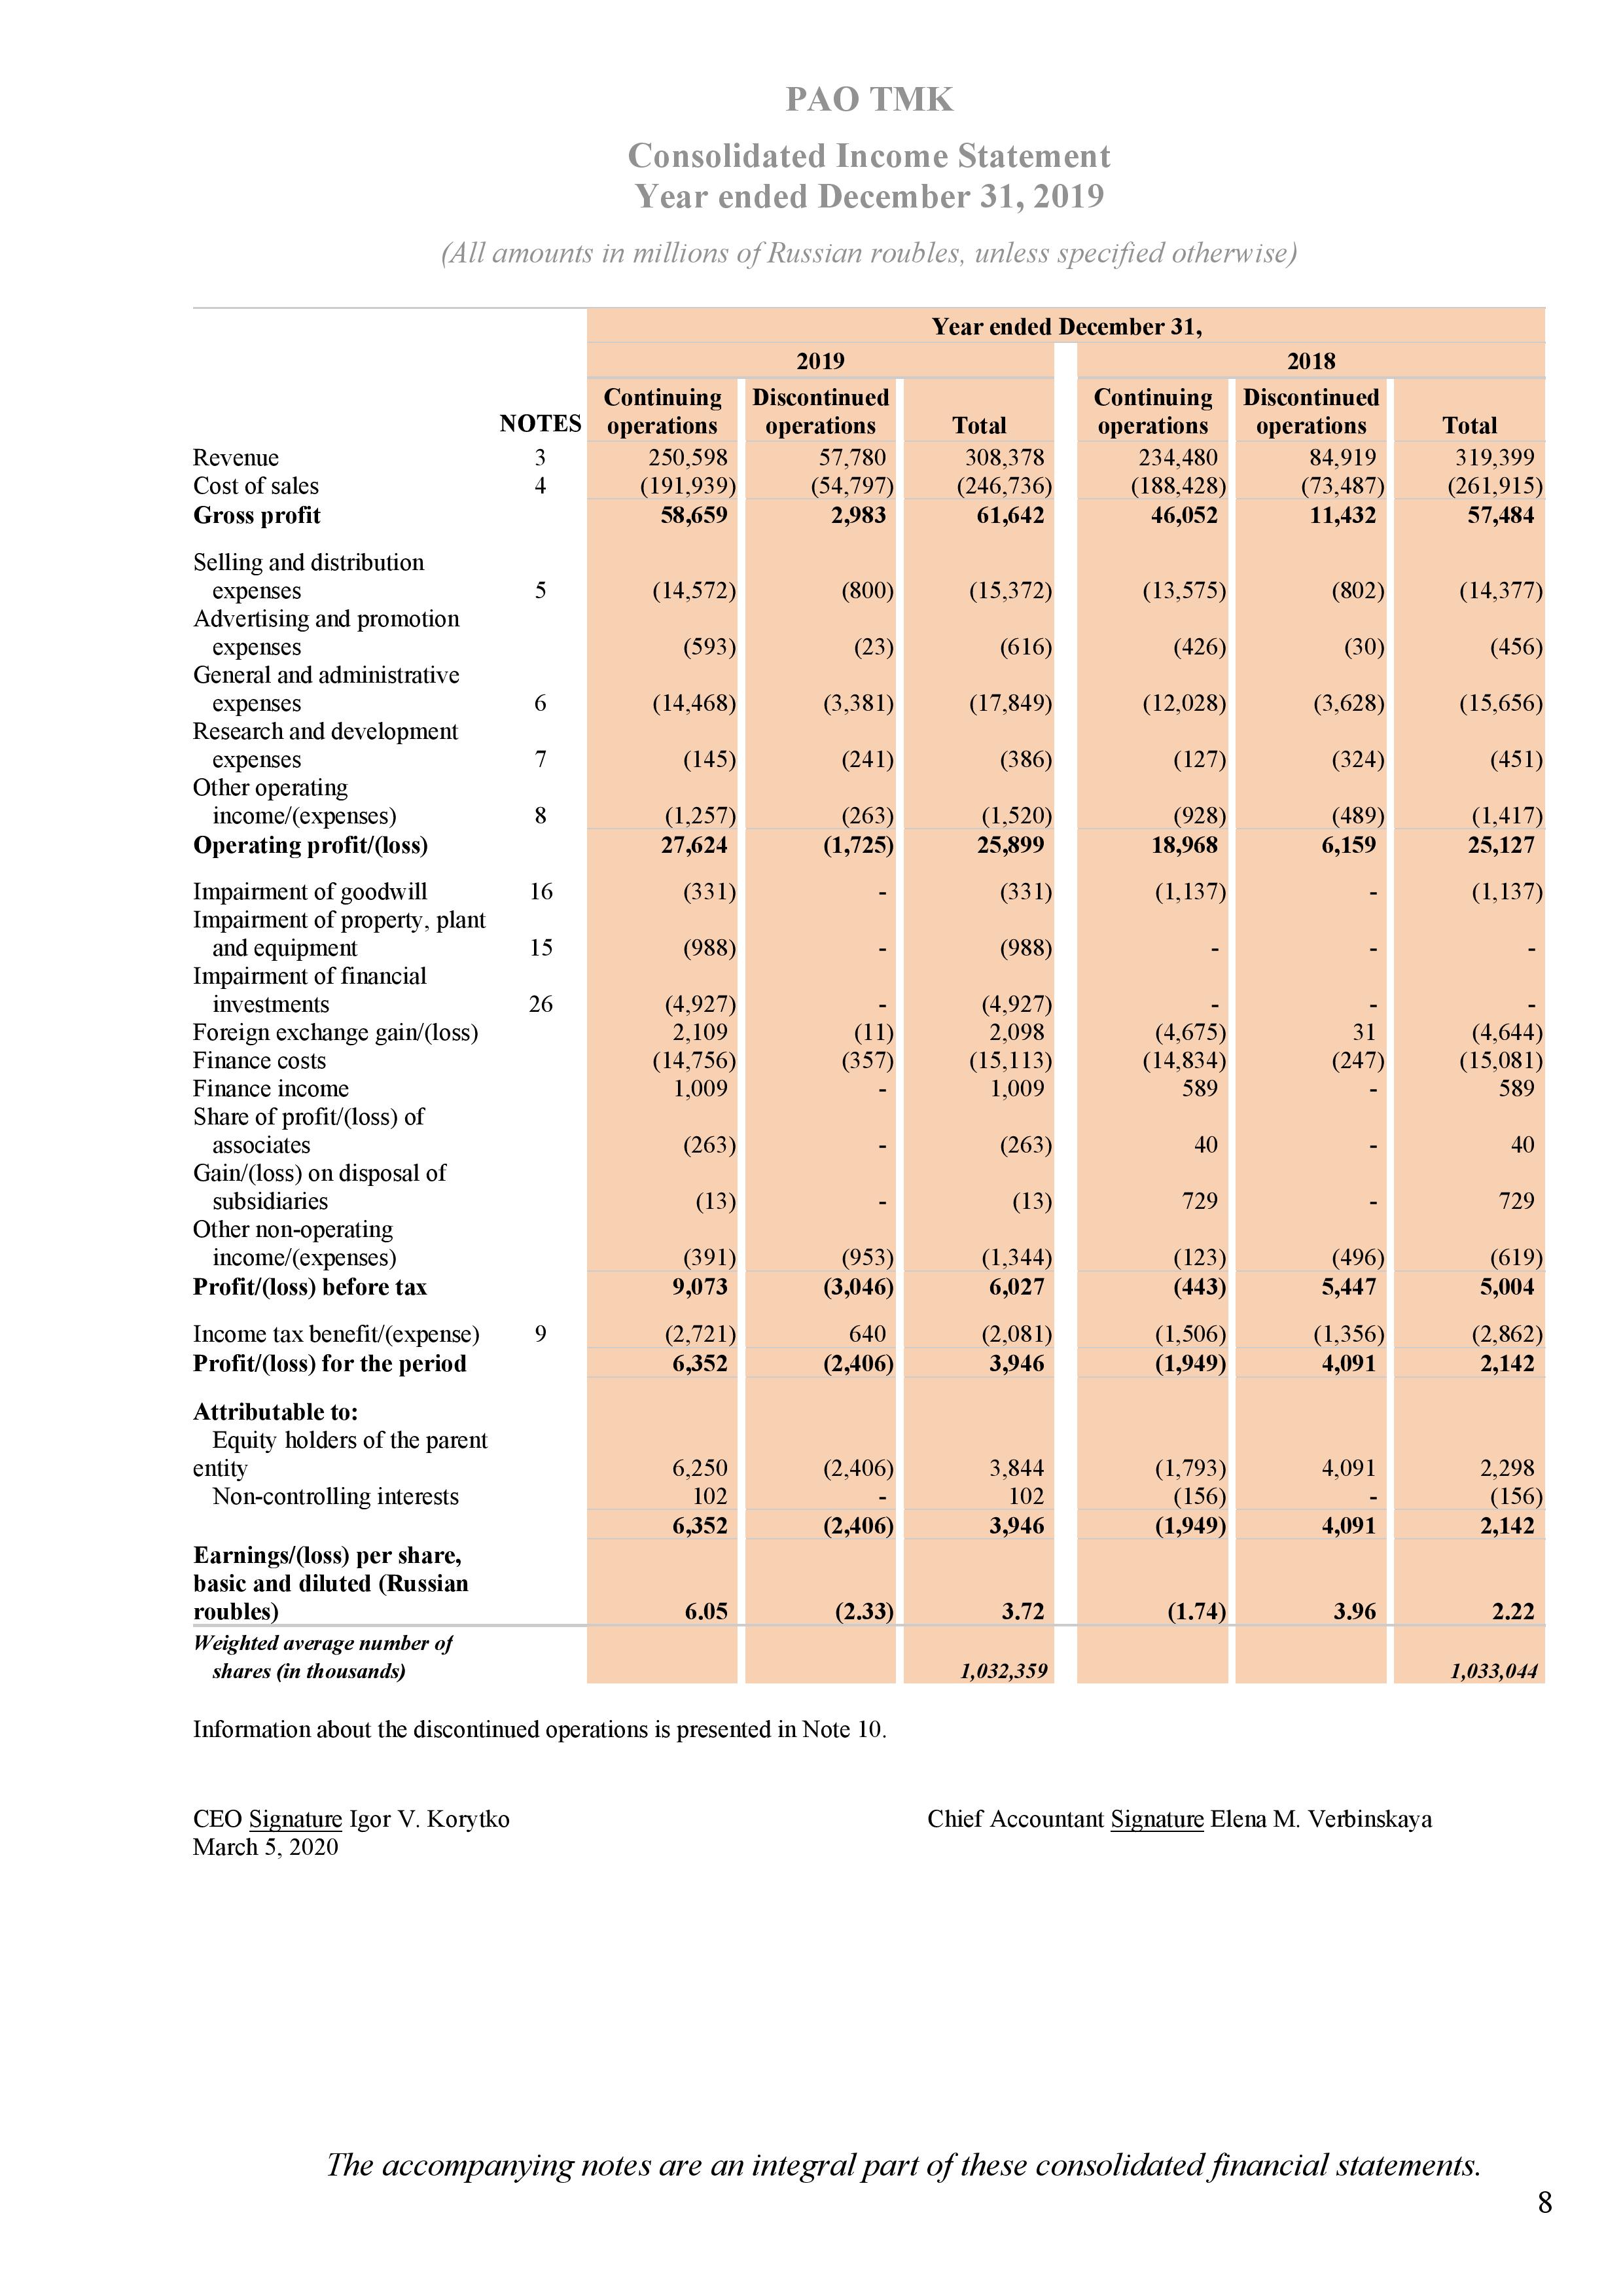 PAO TMK
Consolidated Income Statement
Year ended December 31, 2019
(All amounts in millions of Russian roubles, unless specified otherwise)
Year ended December 31,
2019 2018
Continuing Discontinued Continuing Discontinued
NOTES operations operations Total operations operations Total
Revenue 3 250,598 57,780 308,378 234,480 84,919 319,399
Cost of sales 4 (191,939) (54,797) (246,736) (188,428) (73,487) (261,915)
Gross profit 58,659 2,983 61,642 46,052 11,432 57,484
Selling and distribution
expenses 5 (14,572) (800) (15,372) (13,575) (802) (14,377)
Advertising and promotion
expenses (593) (23) (616) (426) (30) (456)
General and administrative
expenses 6 (14,468) (3,381) (17,849) (12,028) (3,628) (15,656)
Research and development
expenses 7 (145) (241) (386) (127) (324) (451)
Other operating
income/(expenses) 8 (1,257) (263) (1,520) (928) (489) (1,417)
Operating profit/(loss) 27,624 (1,725) 25,899 18,968 6,159 25,127
Impairment of goodwill 16 (331) - (331) (1,137) - (1,137)
Impairment of property, plant
and equipment 15 (988) - (988) - - -
Impairment of financial
investments 26 (4,927) - (4,927) - - -
Foreign exchange gain/(loss) 2,109 (11) 2,098 (4,675) 31 (4,644)
Finance costs (14,756) (357) (15,113) (14,834) (247) (15,081)
Finance income 1,009 - 1,009 589 - 589
Share of profit/(loss) of
associates (263) - (263) 40 - 40
Gain/(loss) on disposal of
subsidiaries (13) - (13) 729 - 729
Other non-operating
income/(expenses) (391) (953) (1,344) (123) (496) (619)
Profit/(loss) before tax 9,073 (3,046) 6,027 (443) 5,447 5,004
Income tax benefit/(expense) 9 (2,721) 640 (2,081) (1,506) (1,356) (2,862)
Profit/(loss) for the period 6,352 (2,406) 3,946 (1,949) 4,091 2,142
Attributable to:
Equity holders of the parent
entity 6,250 (2,406) 3,844 (1,793) 4,091 2,298
Non-controlling interests 102 - 102 (156) - (156)
6,352 (2,406) 3,946 (1,949) 4,091 2,142
Earnings/(loss) per share,
basic and diluted (Russian
roubles) 6.05 (2.33) 3.72 (1.74) 3.96 2.22
Weighted average number of
shares (in thousands) 1,032,359 1,033,044
Information about the discontinued operations is presented in Note 10.
CEO Signature Igor V. Korytko Chief Accountant Signature Elena M. Verbinskaya
March 5, 2020
The accompanying notes are an integral part of these consolidated financial statements.
8